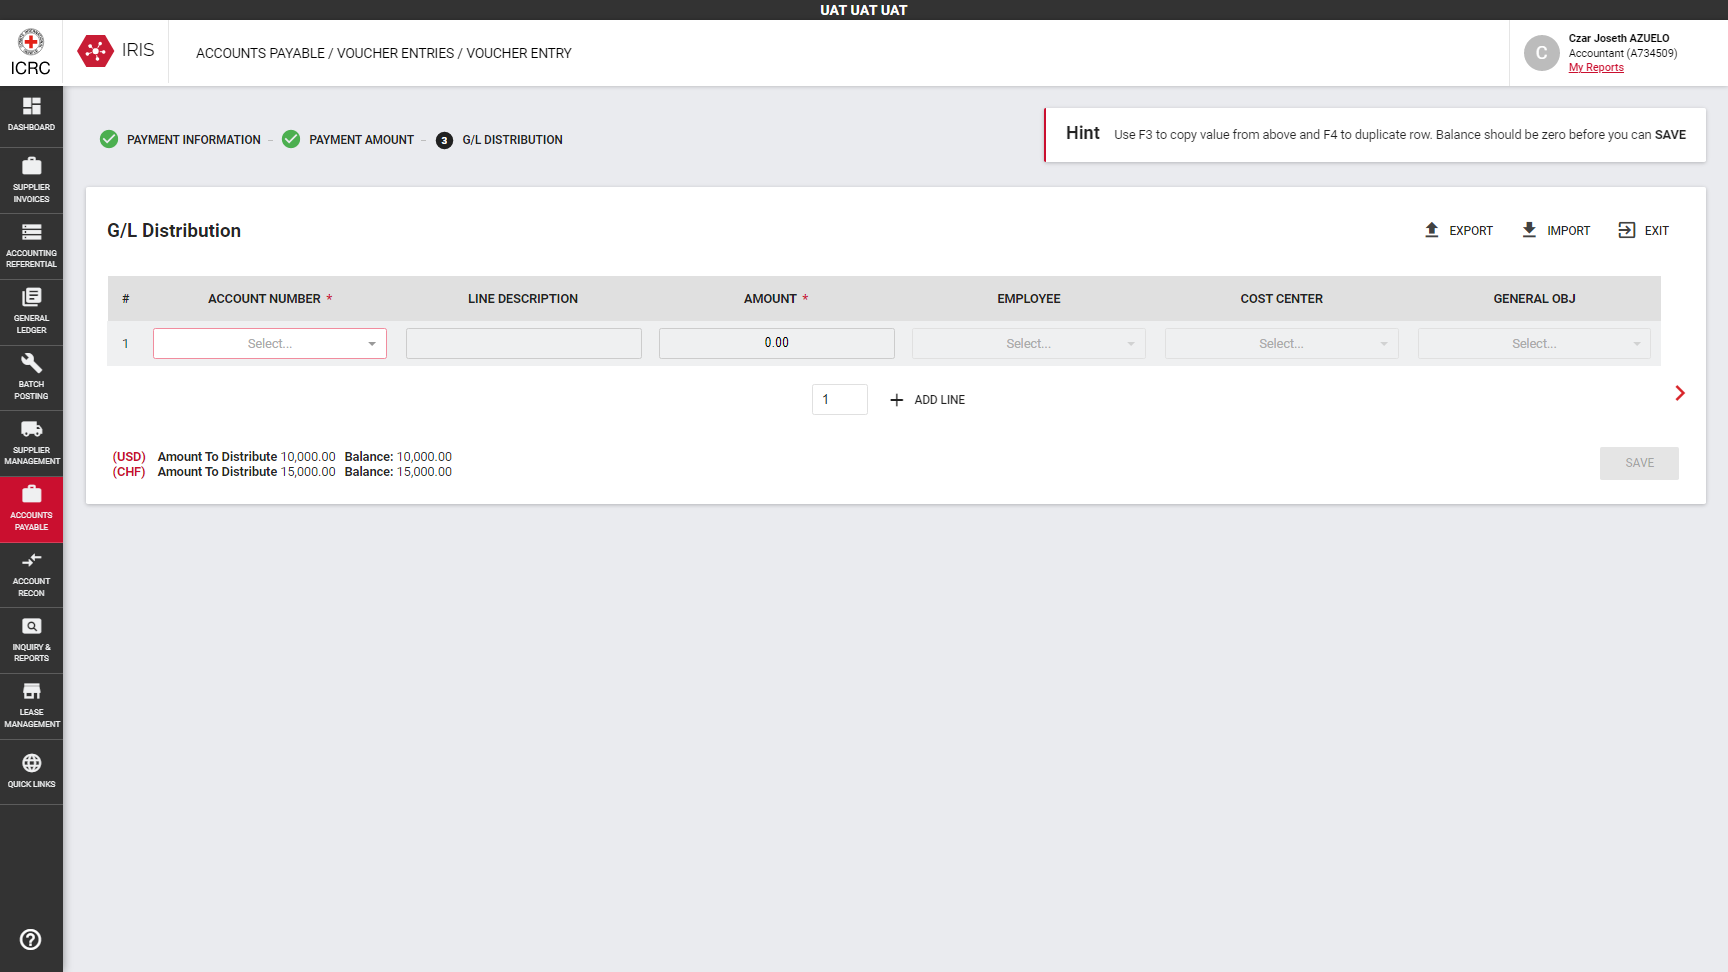 UAT UAT UAT
ICRC
IRIS
ACCOUNTS PAYABLE / VOUCHER ENTRIES / VOUCHER ENTRY
C
Czar Joseth AZUELO
Accountant (A734509)
My Reports
DASHBOARD
SUPPLIER
INVOICES
ACCOUNTING
REFERENTIAL
GENERAL
LEDGER
BATCH
POSTING
SUPPLIER
MANAGEMENT
ACCOUNTS
PAYABLE
ACCOUNT
RECON
INQUIRY &
REPORTS
LEASE
MANAGEMENT
QUICK LINKS
PAYMENT INFORMATION – PAYMENT AMOUNT – 3 G/L DISTRIBUTION
Hint Use F3 to copy value from above and F4 to duplicate row. Balance should be zero before you can SAVE
G/L Distribution
EXPORT IMPORT EXIT
# ACCOUNT NUMBER * LINE DESCRIPTION AMOUNT * EMPLOYEE COST CENTER GENERAL OBJ
1 Select... 0.00 Select... Select... Select...
1 ADD LINE
(USD) Amount To Distribute 10,000.00 Balance: 10,000.00
(CHF) Amount To Distribute 15,000.00 Balance: 15,000.00
SAVE